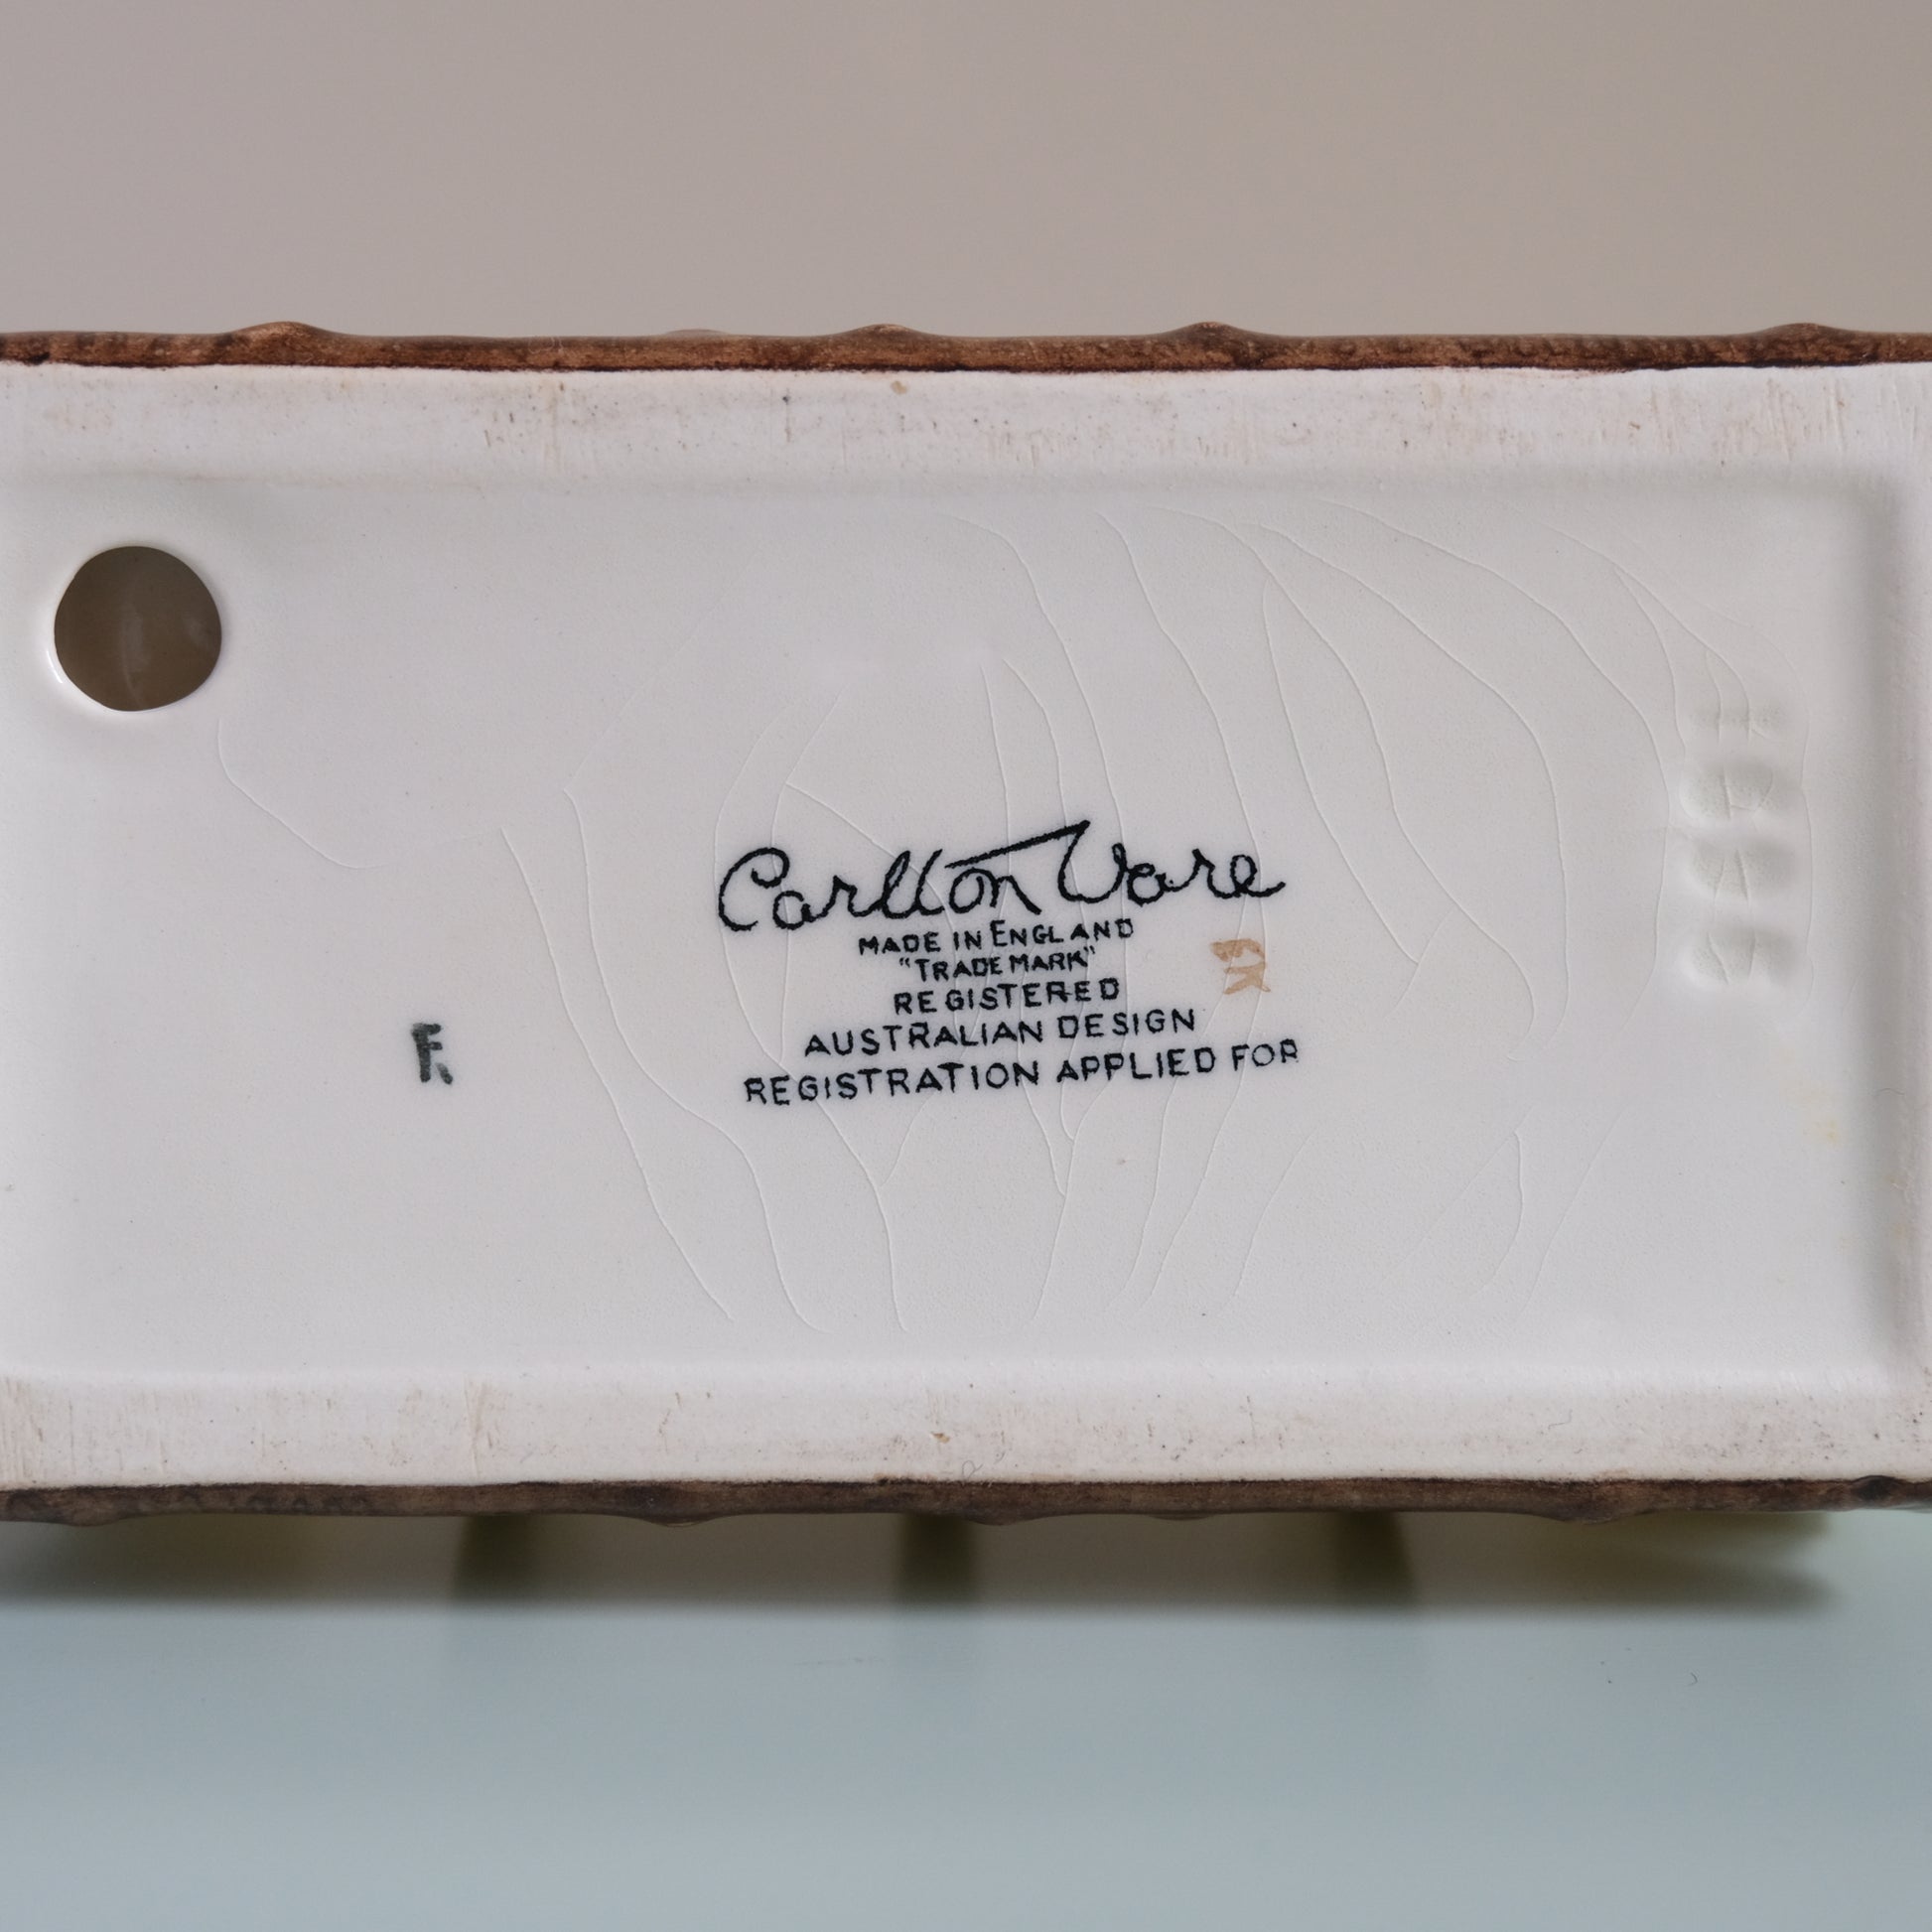 Carlton Ware
MADE IN ENGLAND
"TRADE MARK"
REGISTERED
AUSTRALIAN DESIGN
REGISTRATION APPLIED FOR